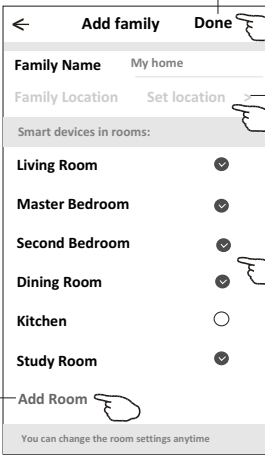 Add family Done
Family Name My home
Family Location Set location >
Smart devices in rooms:
Living Room
Master Bedroom
Second Bedroom
Dining Room
Kitchen
Study Room
Add Room
You can change the room settings anytime